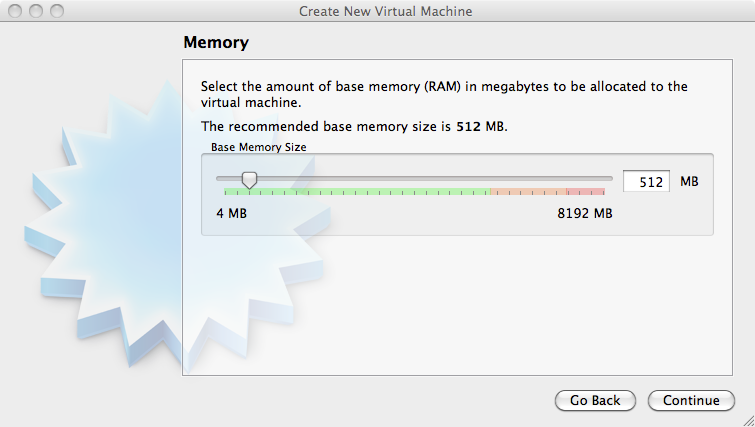 Create New Virtual Machine
Memory
Select the amount of base memory (RAM) in megabytes to be allocated to the
virtual machine.
The recommended base memory size is 512 MB.
Base Memory Size
512 MB
4 MB 8192 MB
Go Back Continue